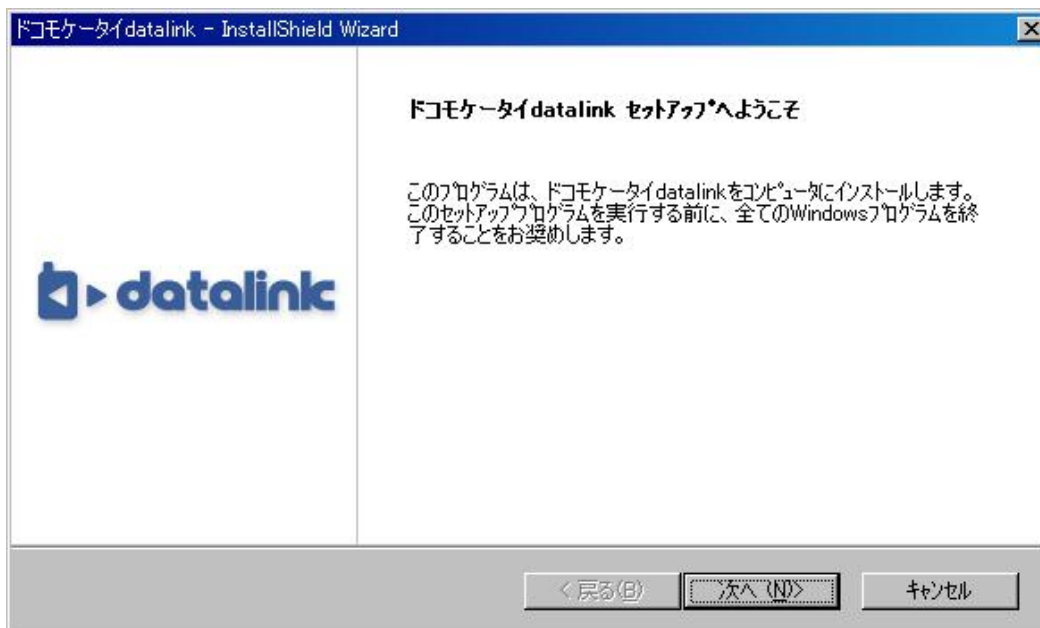 ドコモケータイdatalink - InstallShield Wizard
ドコモケータイdatalink セットアップへようこそ
このプログラムは、ドコモケータイdatalinkをコンピュータにインストールします。
このセットアッププログラムを実行する前に、全てのWindowsプログラムを終
了することをお奨めします。
datalink
< 戻る(B)
次へ (N)>
キャンセル